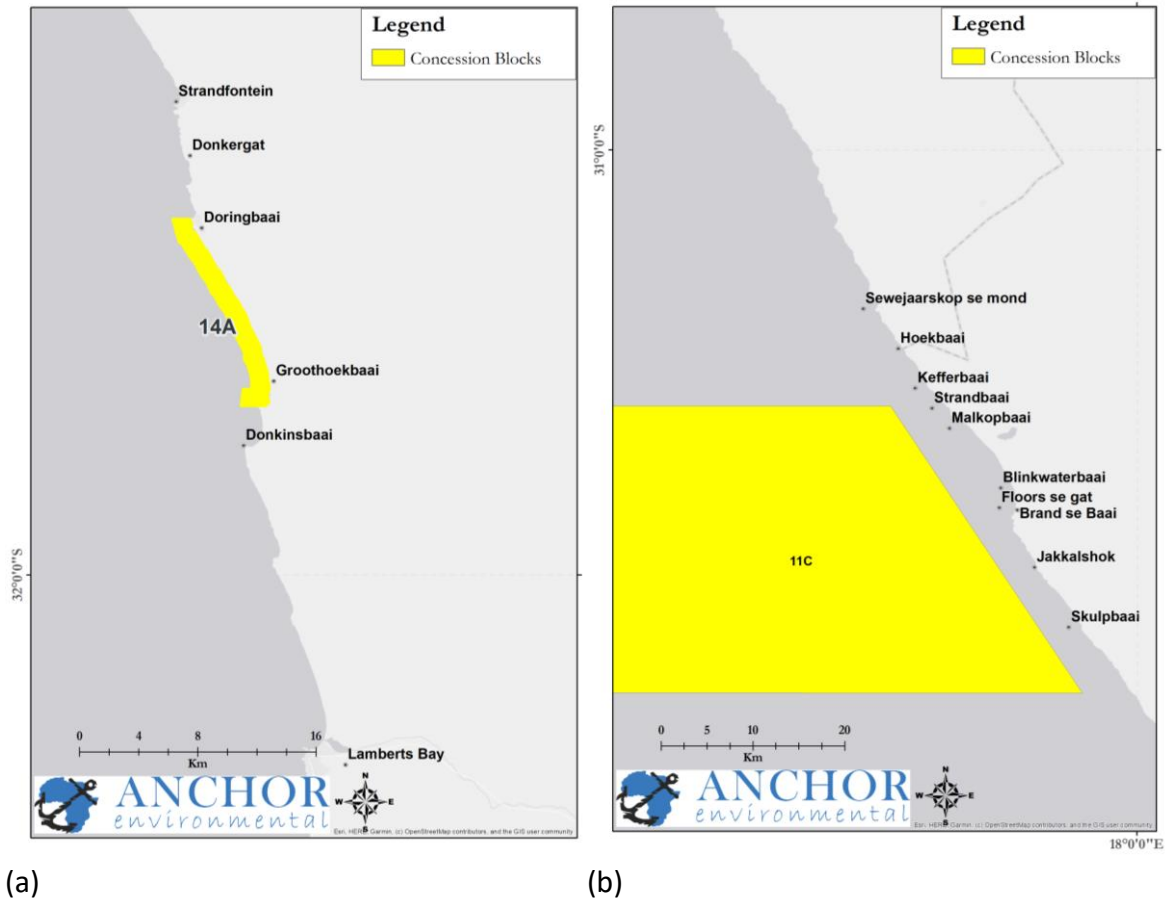 Legend
Concession Blocks
Strandfontein
Donkergat
Doringbaai
14A
Groothoekbaai
Donkinsbaai
32°0'0"S
0 8 16
Km
Lamberts Bay
ANCHOR
environmental
N
W E
S
Esri, HERE, Garmin, (c) OpenStreetMap contributors, and the GIS user community
(a)
Legend
Concession Blocks
31°0'0"S
Sewejaarskop se mond
Hoekbaai
Kefferbaai
Strandbaai
Malkopbaai
Blinkwaterbaai
Floors se gat
Brand se Baai
11C
Jakkalshok
Skulpbaai
0 5 10 20
Km
ANCHOR
environmental
N
W E
S
Esri, HERE, Garmin, (c) OpenStreetMap contributors, and the GIS user community
18°0'0"E
(b)